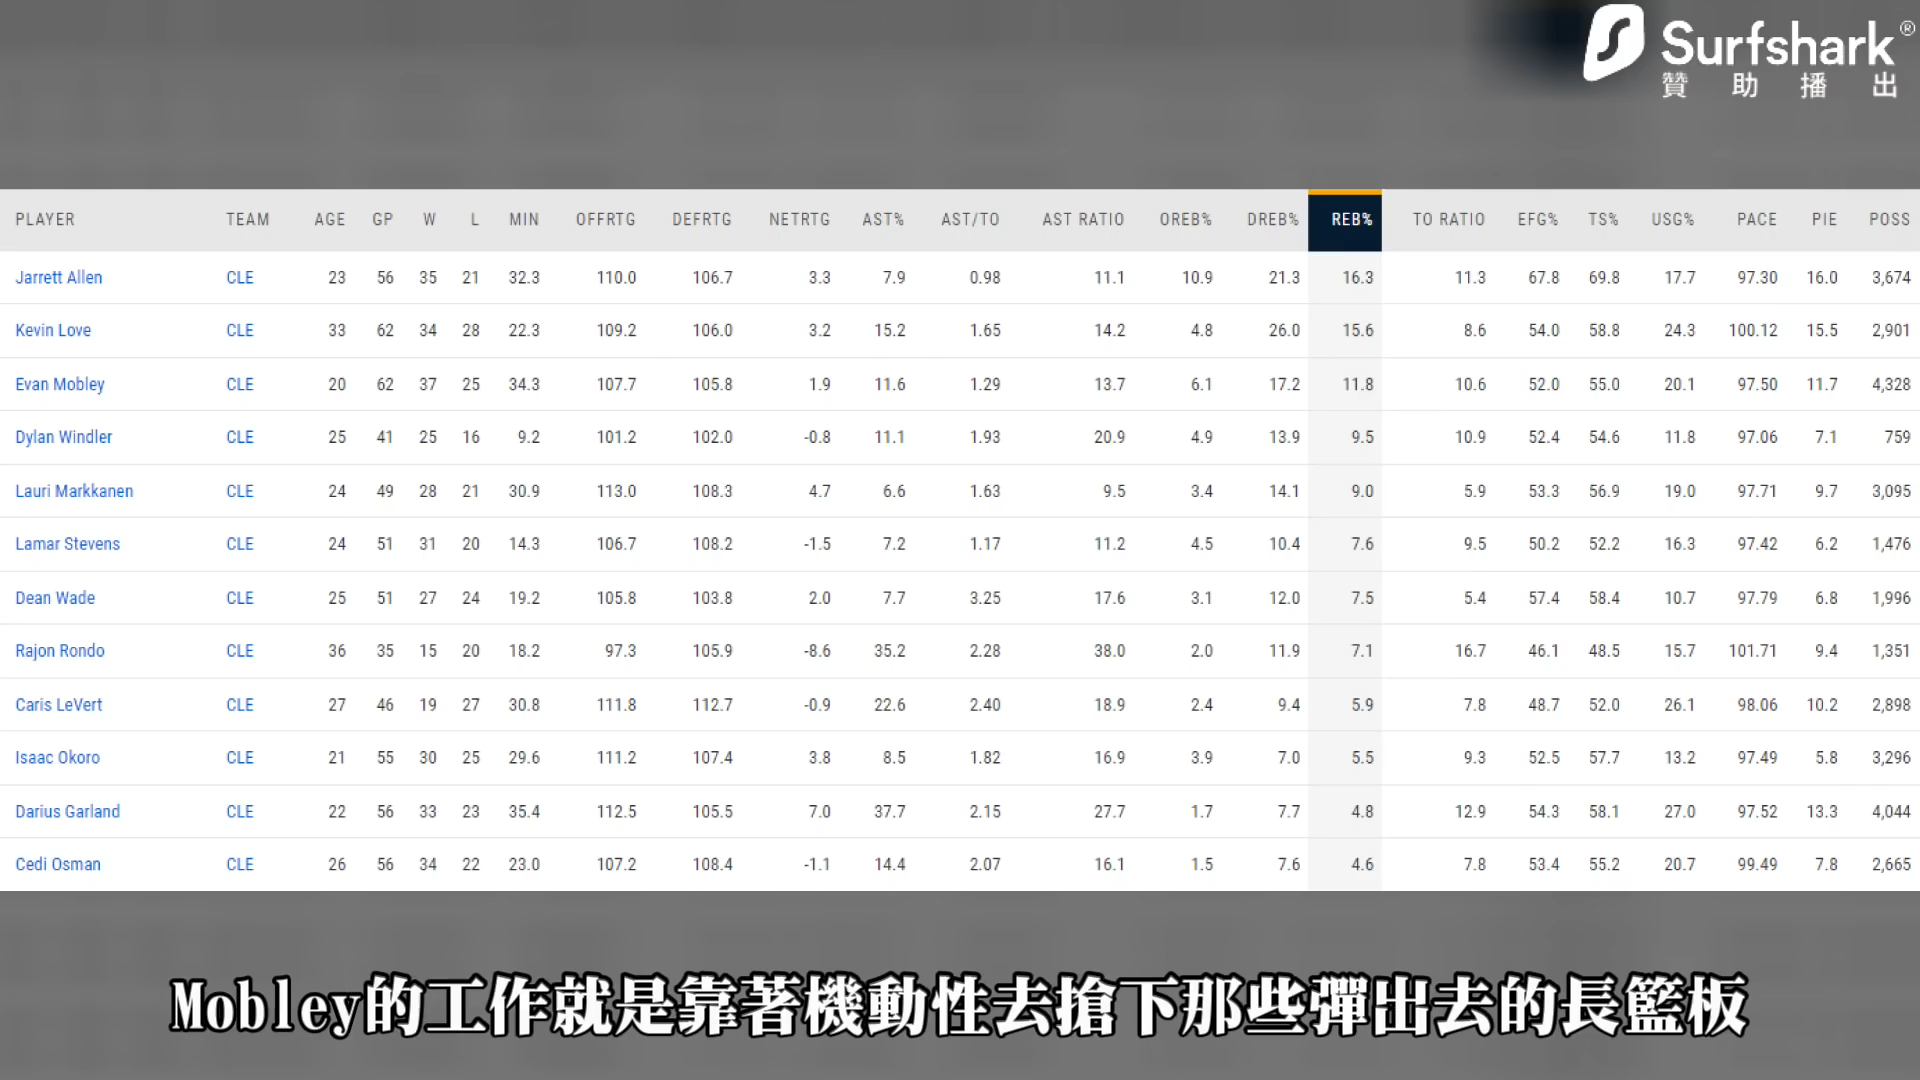 Surfshark®
贊助播出
PLAYER TEAM AGE GP W L MIN OFFRTG DEFRTG NETRTG AST% AST/TO AST RATIO OREB% DREB% REB% TO RATIO EFG% TS% USG% PACE PIE POSS
Jarrett Allen CLE 23 56 35 21 32.3 110.0 106.7 3.3 7.9 0.98 11.1 10.9 21.3 16.3 11.3 67.8 69.8 17.7 97.30 16.0 3,674
Kevin Love CLE 33 62 34 28 22.3 109.2 106.0 3.2 15.2 1.65 14.2 4.8 26.0 15.6 8.6 54.0 58.8 24.3 100.12 15.5 2,901
Evan Mobley CLE 20 62 37 25 34.3 107.7 105.8 1.9 11.6 1.29 13.7 6.1 17.2 11.8 10.6 52.0 55.0 20.1 97.50 11.7 4,328
Dylan Windler CLE 25 41 25 16 9.2 101.2 102.0 -0.8 11.1 1.93 20.9 4.9 13.9 9.5 10.9 52.4 54.6 11.8 97.06 7.1 759
Lauri Markkanen CLE 24 49 28 21 30.9 113.0 108.3 4.7 6.6 1.63 9.5 3.4 14.1 9.0 5.9 53.3 56.9 19.0 97.71 9.7 3,095
Lamar Stevens CLE 24 51 31 20 14.3 106.7 108.2 -1.5 7.2 1.17 11.2 4.5 10.4 7.6 9.5 50.2 52.2 16.3 97.42 6.2 1,476
Dean Wade CLE 25 51 27 24 19.2 105.8 103.8 2.0 7.7 3.25 17.6 3.1 12.0 7.5 5.4 57.4 58.4 10.7 97.79 6.8 1,996
Rajon Rondo CLE 36 35 15 20 18.2 97.3 105.9 -8.6 35.2 2.28 38.0 2.0 11.9 7.1 16.7 46.1 48.5 15.7 101.71 9.4 1,351
Caris LeVert CLE 27 46 19 27 30.8 111.8 112.7 -0.9 22.6 2.40 18.9 2.4 9.4 5.9 7.8 48.7 52.0 26.1 98.06 10.2 2,898
Isaac Okoro CLE 21 55 30 25 29.6 111.2 107.4 3.8 8.5 1.82 16.9 3.9 7.0 5.5 9.3 52.5 57.7 13.2 97.49 5.8 3,296
Darius Garland CLE 22 56 33 23 35.4 112.5 105.5 7.0 37.7 2.15 27.7 1.7 7.7 4.8 12.9 54.3 58.1 27.0 97.52 13.3 4,044
Cedi Osman CLE 26 56 34 22 23.0 107.2 108.4 -1.1 14.4 2.07 16.1 1.5 7.6 4.6 7.8 53.4 55.2 20.7 99.49 7.8 2,665
Mobley的工作就是靠著機動性去搶下那些彈出去的長籃板